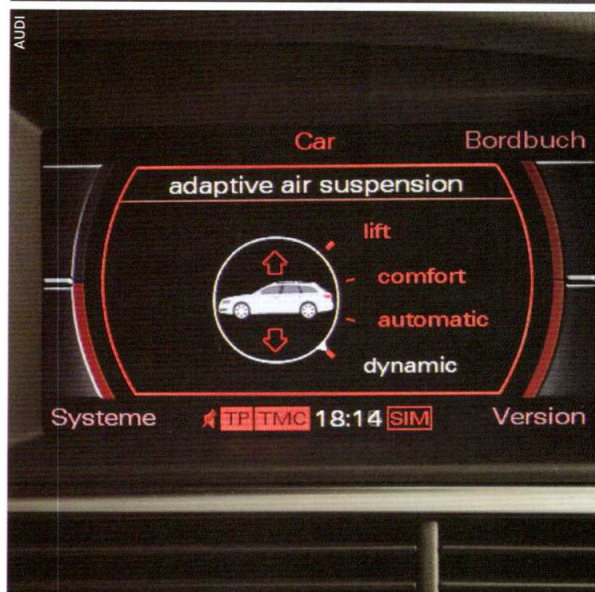 AUDI
Car Bordbuch
adaptive air suspension
lift
comfort
automatic
dynamic
Systeme TP TMC 18:14 SIM Version